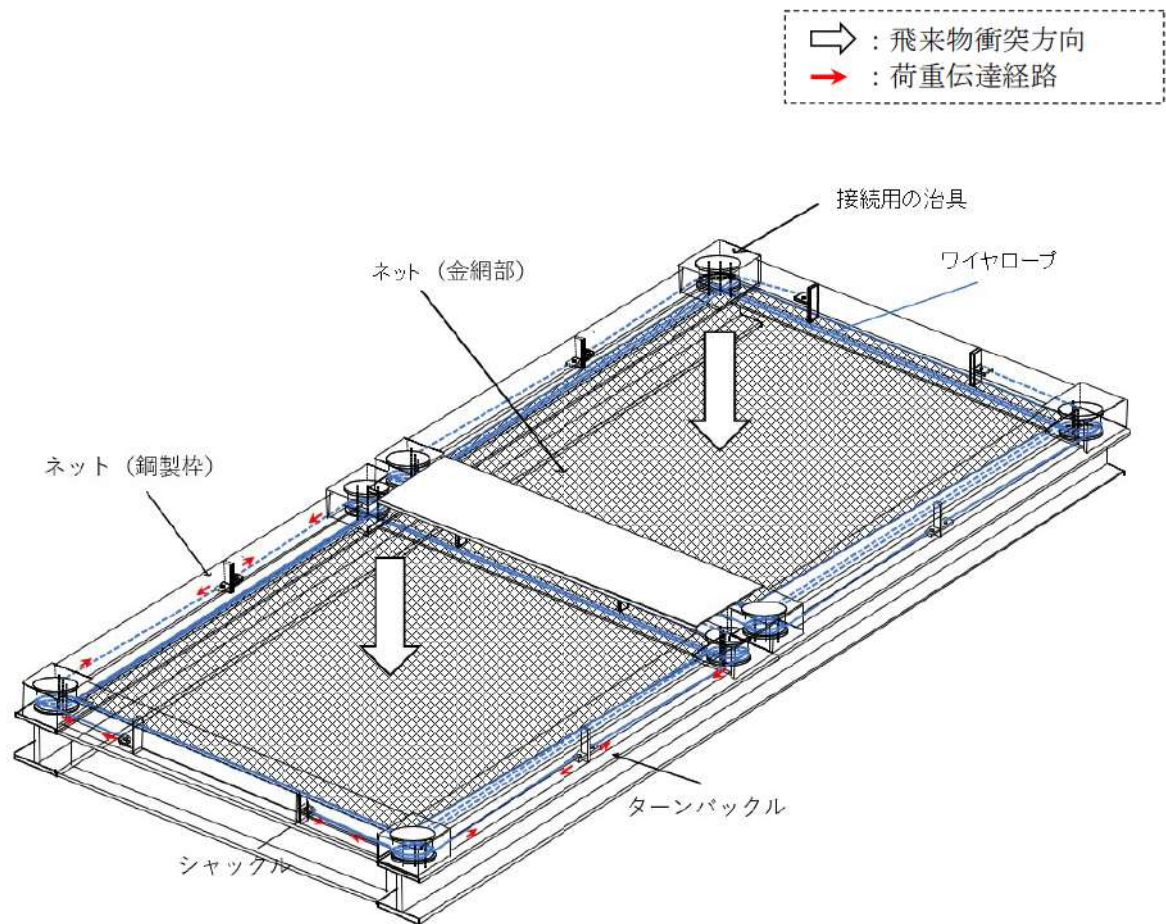 ：飛来物衝突方向
：荷重伝達経路
接続用の治具
ワイヤロープ
ネット（金網部）
ネット（鋼製枠）
ターンバックル
シャックル